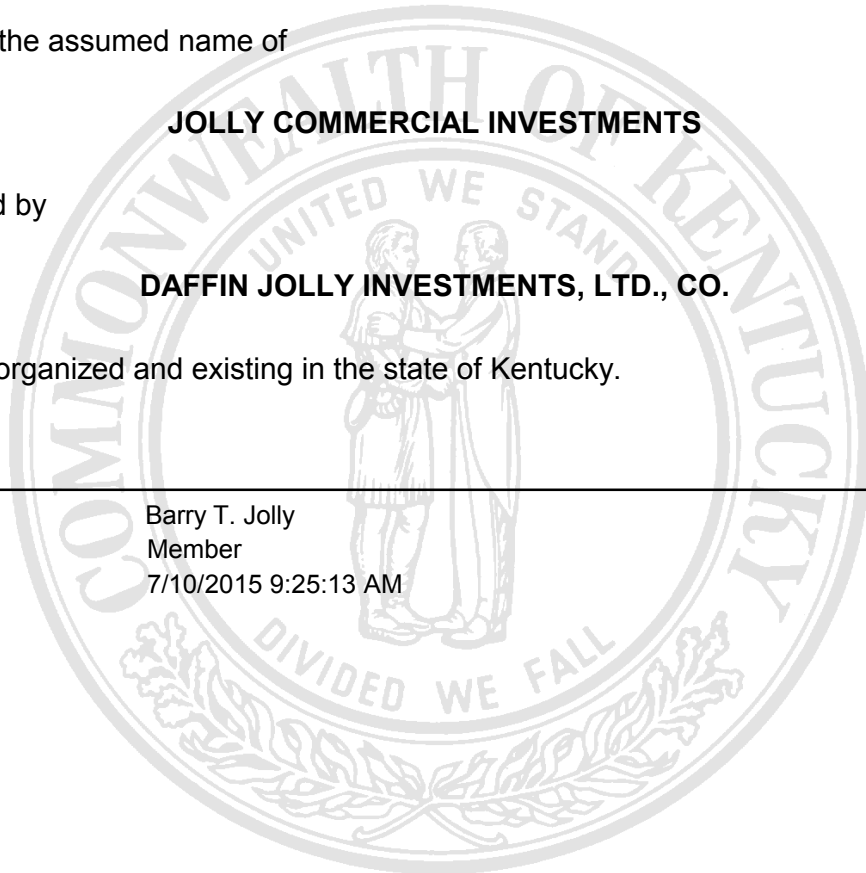 the assumed name of
JOLLY COMMERCIAL INVESTMENTS
d by
DAFFIN JOLLY INVESTMENTS, LTD., CO.
organized and existing in the state of Kentucky.
Barry T. Jolly
Member
7/10/2015 9:25:13 AM
COMMONWEALTH OF KENTUCKY
UNITED WE STAND
DIVIDED WE FALL